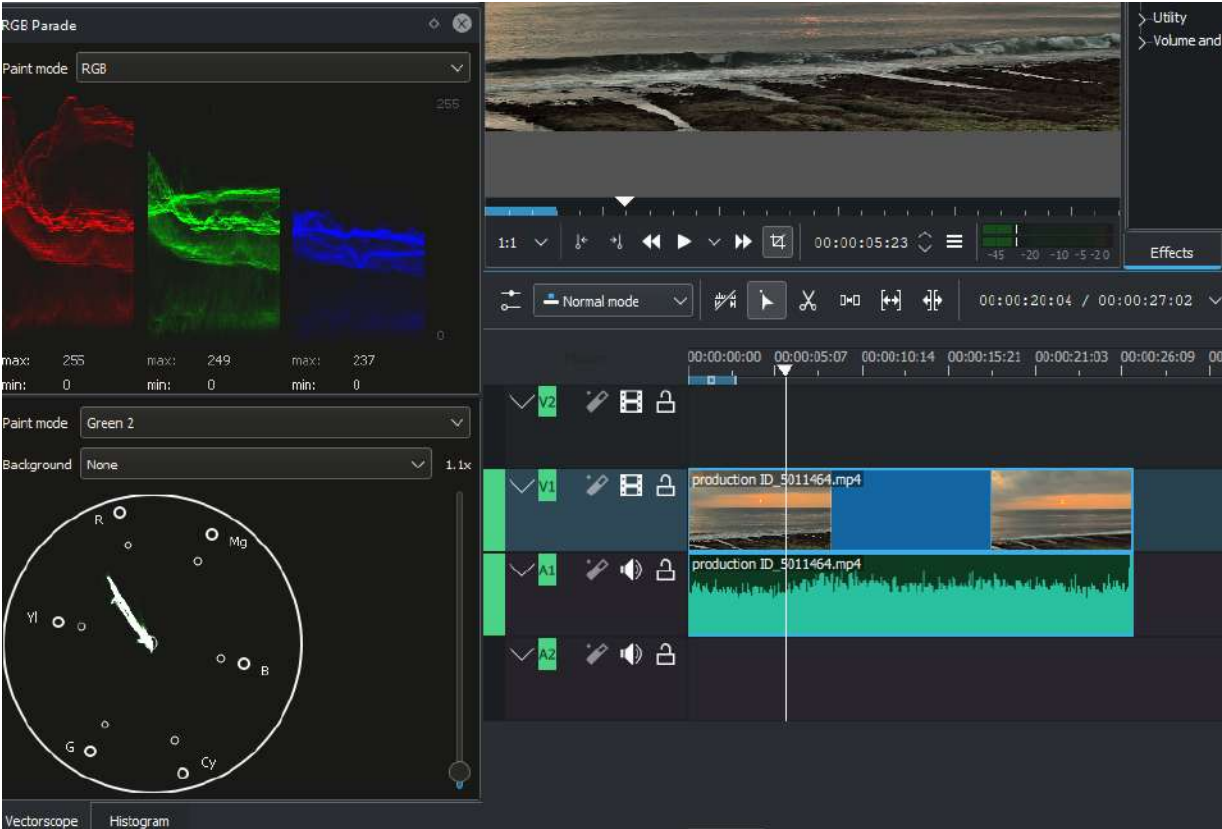 RGB Parade
Paint mode RGB
255
0
max: 255 max: 249 max: 237
min: 0 min: 0 min: 0
Paint mode Green 2
Background None 1.1x
R
Mg
Yl
B
G
Cy
Vectorscope Histogram
Utility
Volume and
1:1 00:00:05:23 -45 -20 -10 -5 -2 0
Effects
Normal mode 00:00:20:04 / 00:00:27:02
00:00:00:00 00:00:05:07 00:00:10:14 00:00:15:21 00:00:21:03 00:00:26:09 00
V2
V1 production ID_5011464.mp4
A1 production ID_5011464.mp4
A2